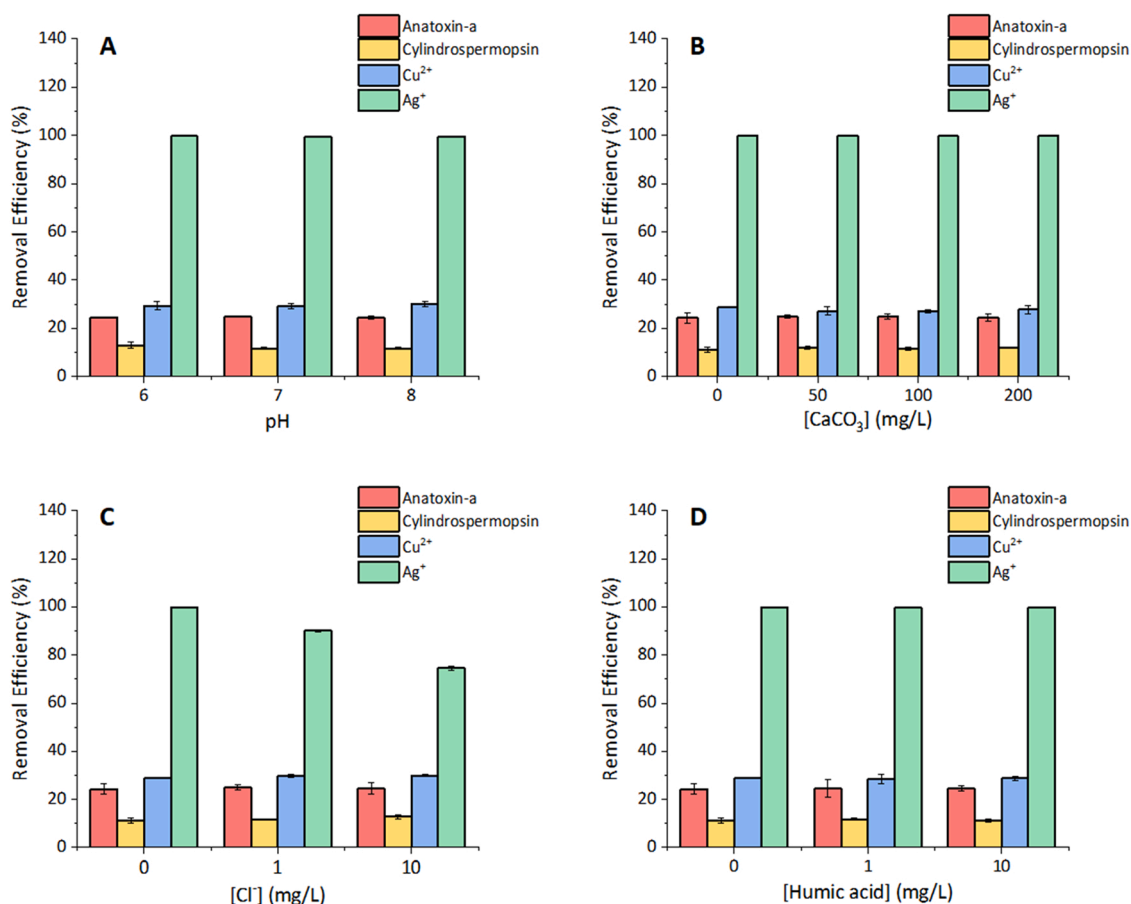 A
Anatoxin-a
Cylindrospermopsin
Cu²⁺
Ag⁺
Removal Efficiency (%)
140
120
100
80
60
40
20
0
6 7 8
pH
B
Anatoxin-a
Cylindrospermopsin
Cu²⁺
Ag⁺
Removal Efficiency (%)
140
120
100
80
60
40
20
0
0 50 100 200
[CaCO₃] (mg/L)
C
Anatoxin-a
Cylindrospermopsin
Cu²⁺
Ag⁺
Removal Efficiency (%)
140
120
100
80
60
40
20
0
0 1 10
[Cl⁻] (mg/L)
D
Anatoxin-a
Cylindrospermopsin
Cu²⁺
Ag⁺
Removal Efficiency (%)
140
120
100
80
60
40
20
0
0 1 10
[Humic acid] (mg/L)